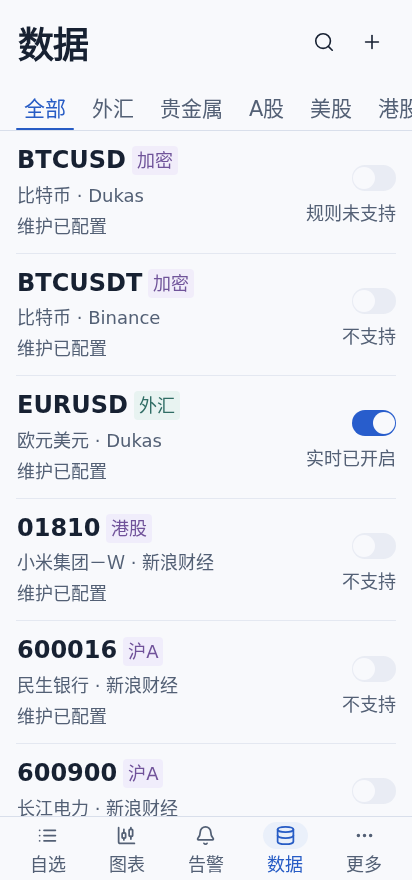 数据
全部 外汇 贵金属 A股 美股 港股
BTCUSD 加密
比特币 · Dukas
维护已配置
规则未支持
BTCUSDT 加密
比特币 · Binance
维护已配置
不支持
EURUSD 外汇
欧元美元 · Dukas
维护已配置
实时已开启
01810 港股
小米集团－W · 新浪财经
维护已配置
不支持
600016 沪A
民生银行 · 新浪财经
维护已配置
不支持
600900 沪A
长江电力 · 新浪财经
自选 图表 告警 数据 更多